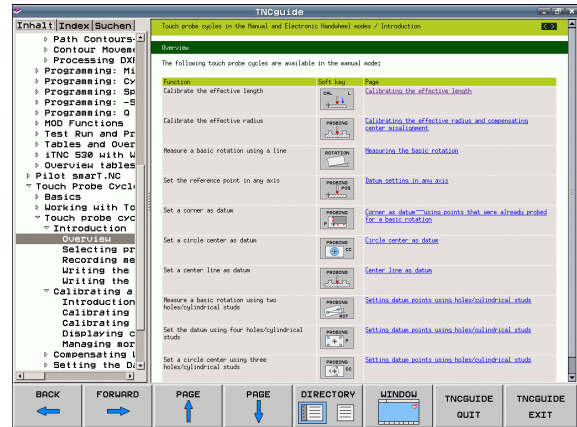 TNCguide
Inhalt Index Suchen
Path Contours-
Contour Moveme
Processing DXF
Programming: Mi
Programming: Cy
Programming: Sp
Programming: -S
Programming: Q
MOD Functions
Test Run and Pr
Tables and Over
iTNC 530 with W
Overview tables
Pilot smarT.NC
Touch Probe Cycle
Basics
Working with To
Touch probe cyc
Introduction
Overview
Selecting pr
Recording me
Writing the
Writing the
Calibrating a
Introduction
Calibrating
Calibrating
Displaying c
Managing mor
Compensating W
Setting the Da
Touch probe cycles in the Manual and Electronic Handwheel modes / Introduction
Overview
The following touch probe cycles are available in the manual mode:
Function Soft key Page
Calibrate the effective length CAL L Calibrating the effective length
Calibrate the effective radius PROBING Calibrating the effective radius and compensating
center misalignment
Measure a basic rotation using a line ROTATION Measuring the basic rotation
Set the reference point in any axis PROBING POS Datum setting in any axis
Set a corner as datum PROBING P Corner as datum—using points that were already probed
for a basic rotation
Set a circle center as datum PROBING CC Circle center as datum
Set a center line as datum PROBING Center line as datum
Measure a basic rotation using two
holes/cylindrical studs PROBING ROT Setting datum points using holes/cylindrical studs
Set the datum using four holes/cylindrical
studs PROBING P Setting datum points using holes/cylindrical studs
Set a circle center using three
holes/cylindrical studs PROBING CC Setting datum points using holes/cylindrical studs
BACK FORWARD PAGE PAGE DIRECTORY WINDOW TNCGUIDE QUIT TNCGUIDE EXIT